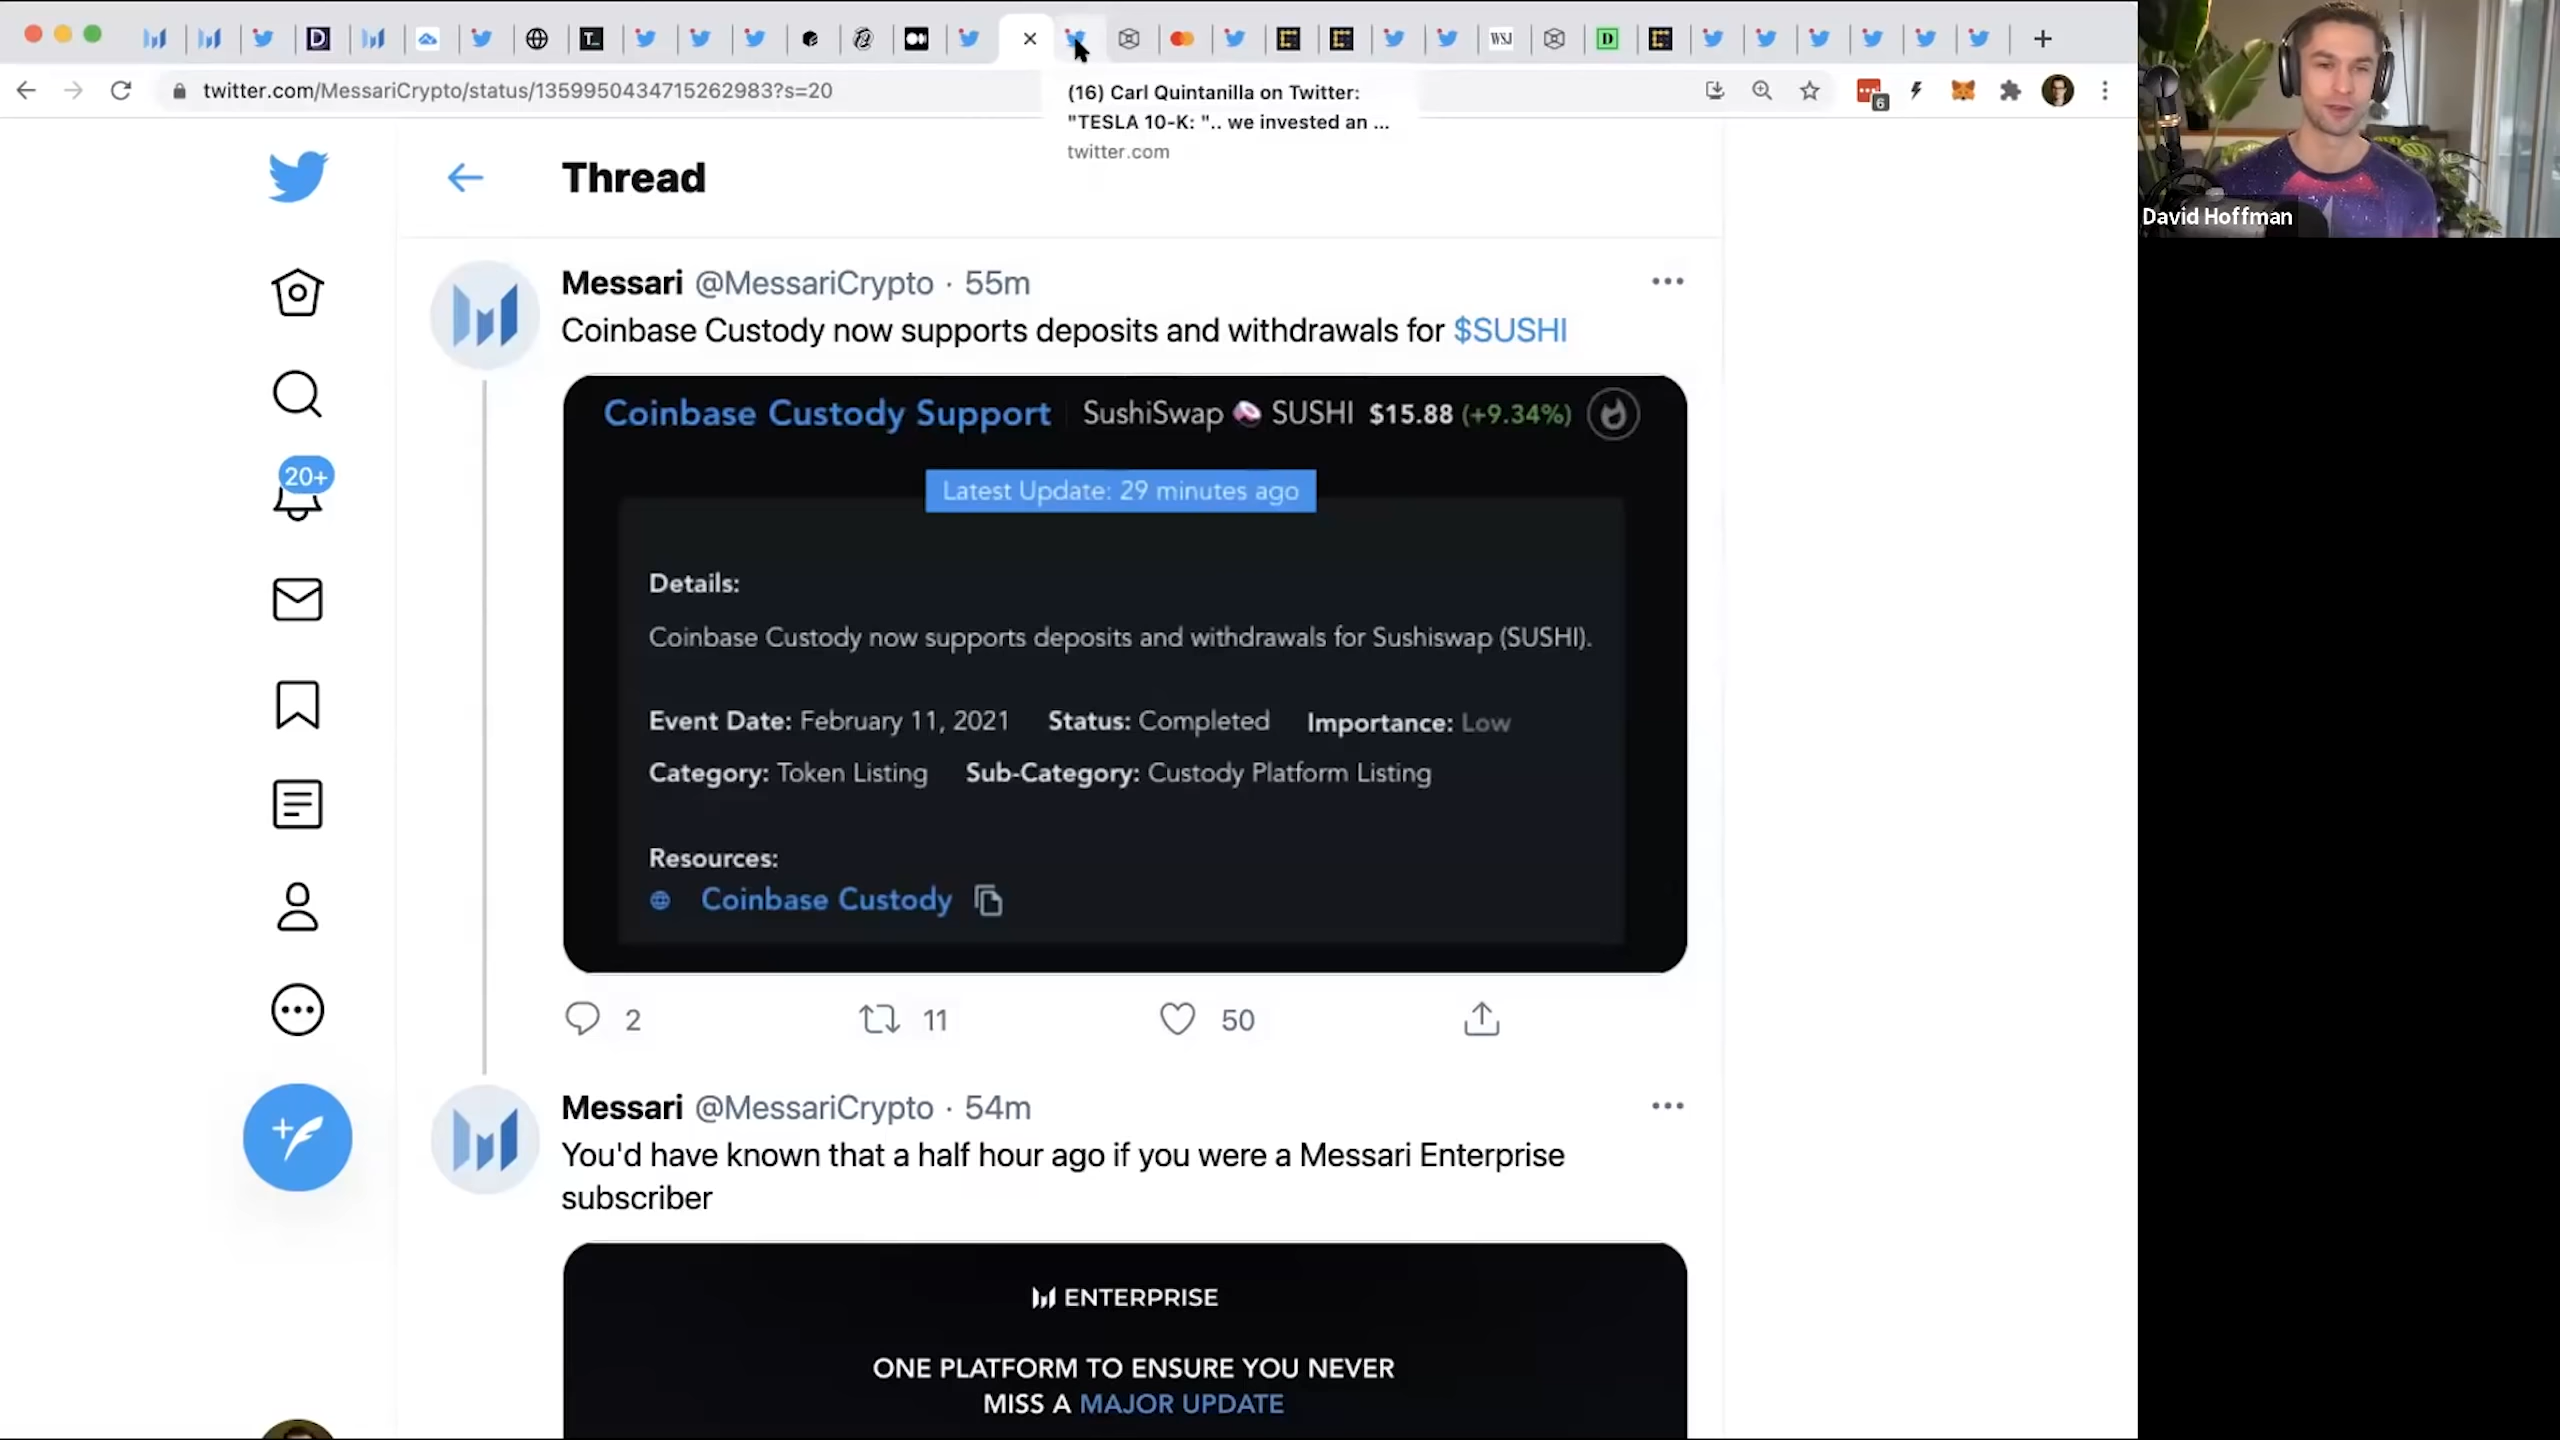 twitter.com/MessariCrypto/status/1359950434715262983?s=20
6
(16) Carl Quintanilla on Twitter:
"TESLA 10-K: ".. we invested an ...
twitter.com
D
T_
WSJ
D
David Hoffman
Thread
20+
Messari @MessariCrypto · 55m
Coinbase Custody now supports deposits and withdrawals for $SUSHI
Coinbase Custody Support SushiSwap SUSHI $15.88 (+9.34%)
Latest Update: 29 minutes ago
Details:
Coinbase Custody now supports deposits and withdrawals for Sushiswap (SUSHI).
Event Date: February 11, 2021 Status: Completed Importance: Low
Category: Token Listing Sub-Category: Custody Platform Listing
Resources:
Coinbase Custody
2 11 50
Messari @MessariCrypto · 54m
You'd have known that a half hour ago if you were a Messari Enterprise
subscriber
ENTERPRISE
ONE PLATFORM TO ENSURE YOU NEVER
MISS A MAJOR UPDATE